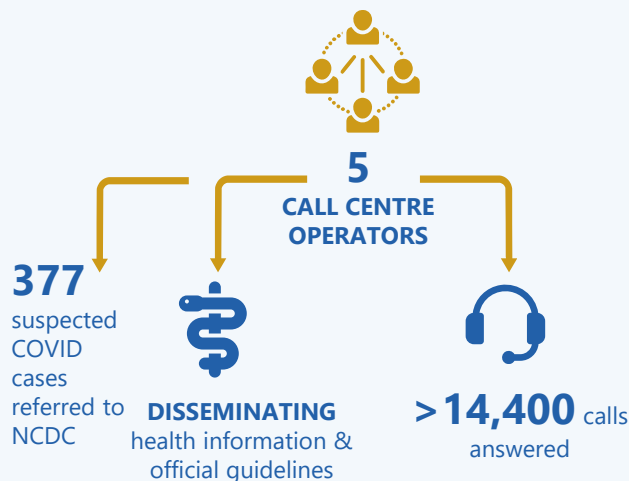 5
CALL CENTRE
OPERATORS
377
suspected
COVID
cases
referred to
NCDC
DISSEMINATING
health information &
official guidelines
>14,400 calls
answered